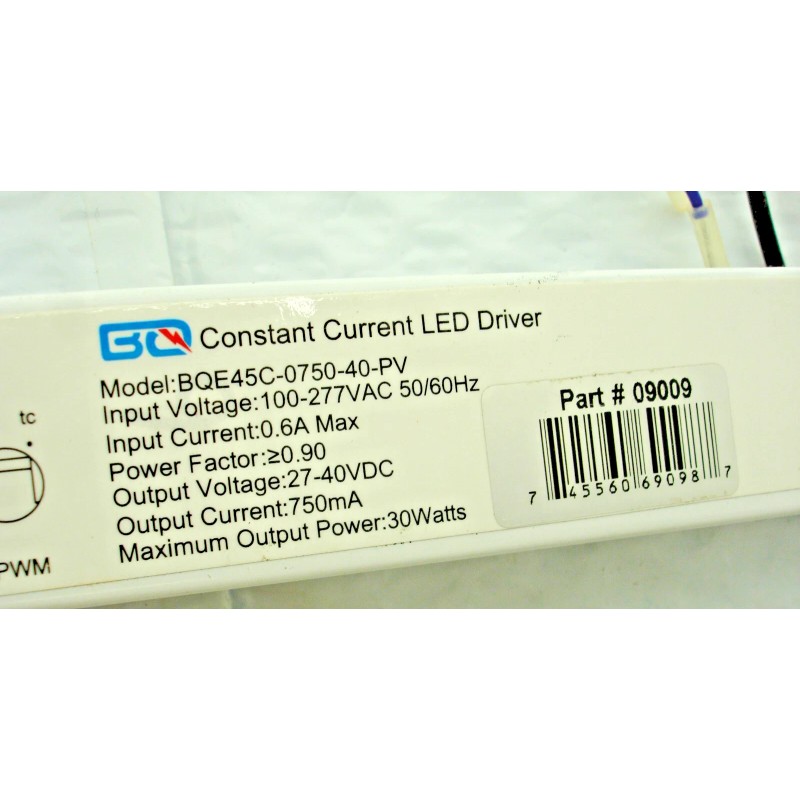 BQ Constant Current LED Driver
Model:BQE45C-0750-40-PV
Input Voltage:100-277VAC 50/60Hz
Input Current:0.6A Max
Power Factor:≥0.90
Output Voltage:27-40VDC
Output Current:750mA
Maximum Output Power:30Watts
tc
PWM
Part # 09009
7 45560 69098 7